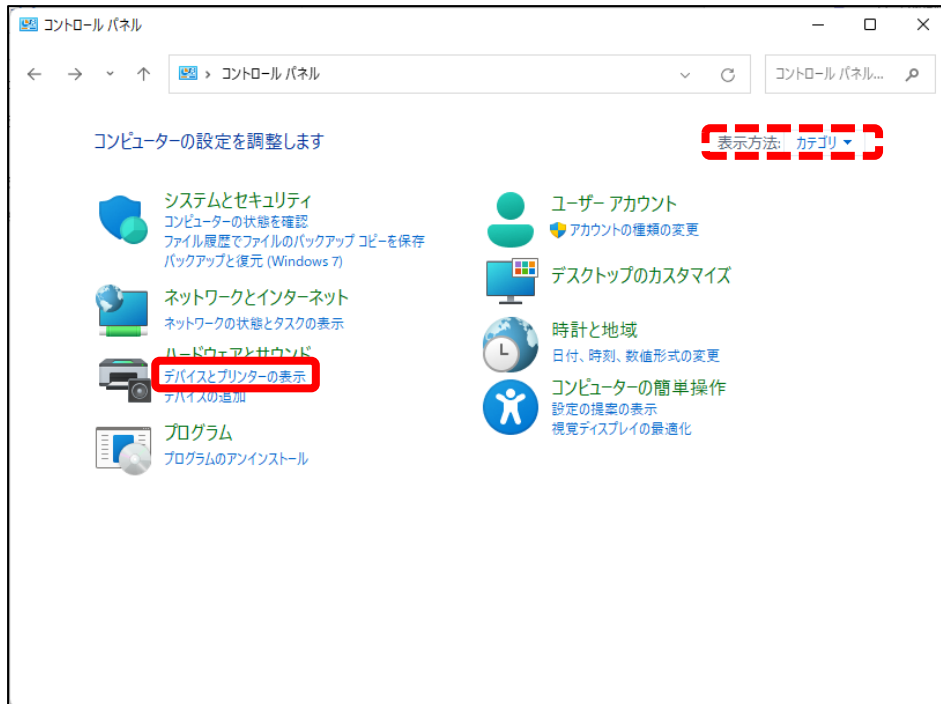 コントロール パネル
コントロール パネル
コントロール パネル...
コンピューターの設定を調整します
表示方法: カテゴリ
システムとセキュリティ
コンピューターの状態を確認
ファイル履歴でファイルのバックアップ コピーを保存
バックアップと復元 (Windows 7)
ネットワークとインターネット
ネットワークの状態とタスクの表示
ハードウェアとサウンド
デバイスとプリンターの表示
デバイスの追加
プログラム
プログラムのアンインストール
ユーザー アカウント
アカウントの種類の変更
デスクトップのカスタマイズ
時計と地域
日付、時刻、数値形式の変更
コンピューターの簡単操作
設定の提案の表示
視覚ディスプレイの最適化